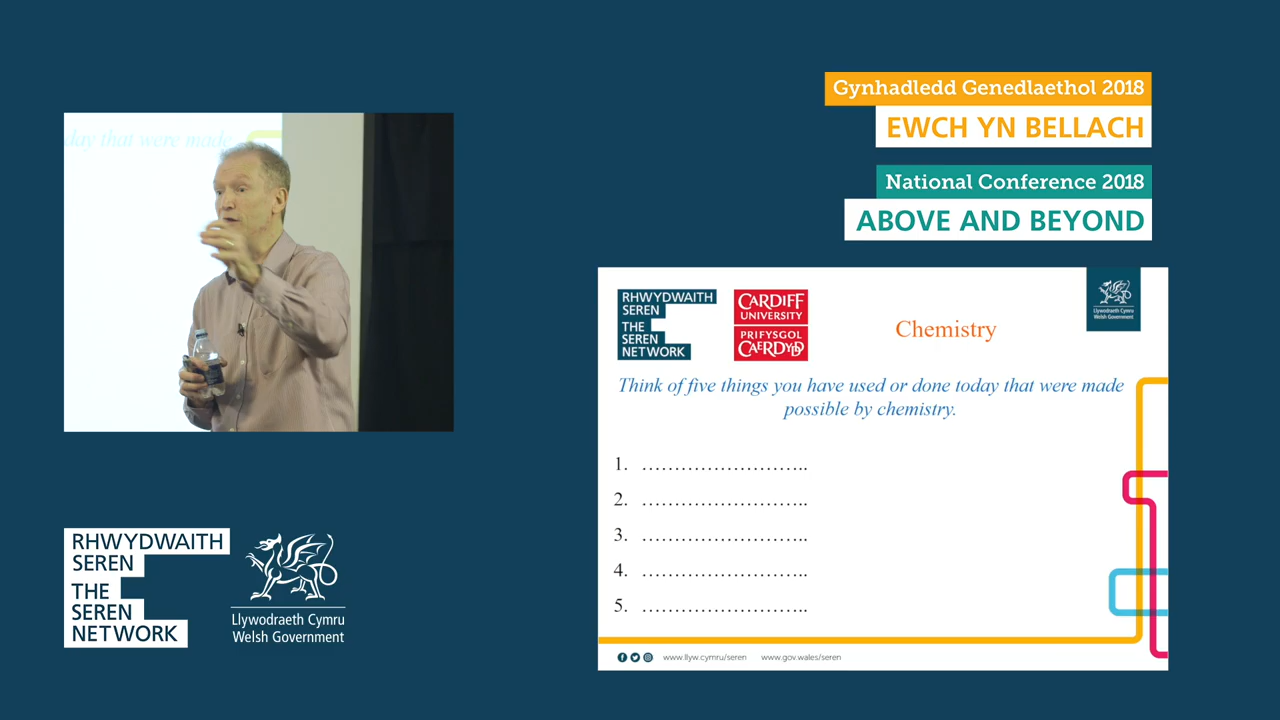 Gynhadledd Genedlaethol 2018
EWCH YN BELLACH
National Conference 2018
ABOVE AND BEYOND
day that were made
RHWYDWAITH
SEREN
THE
SEREN
NETWORK
CARDIFF
UNIVERSITY
PRIFYSGOL
CAERDYDD
Chemistry
Llywodraeth Cymru
Welsh Government
Think of five things you have used or done today that were made
possible by chemistry.
1. ……………………..
2. ……………………..
3. ……………………..
4. ……………………..
5. ……………………..
www.llyw.cymru/seren www.gov.wales/seren
RHWYDWAITH
SEREN
THE
SEREN
NETWORK
Llywodraeth Cymru
Welsh Government